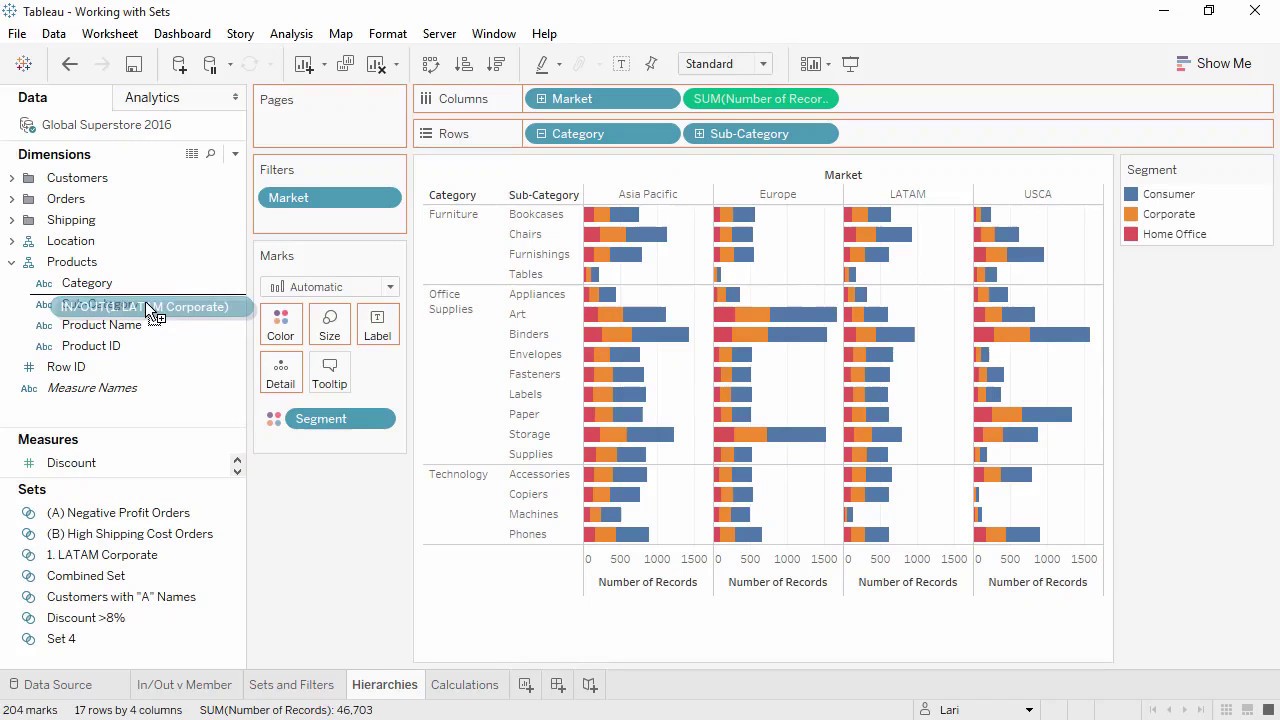 Tableau - Working with Sets
File Data Worksheet Dashboard Story Analysis Map Format Server Window Help
Standard
Show Me
Data Analytics
Global Superstore 2016
Dimensions
Customers
Orders
Shipping
Location
Products
Abc Category
Abc IN/OUT(1. LATAM Corporate)
Abc Product Name
Abc Product ID
Row ID
Abc Measure Names
Measures
Discount
Sets
(A) Negative Profit Orders
(B) High Shipping Cost Orders
1. LATAM Corporate
Combined Set
Customers with "A" Names
Discount >8%
Set 4
Pages
Filters
Market
Marks
Automatic
Color Size Label
Detail Tooltip
Segment
Columns Market SUM(Number of Recor..
Rows Category Sub-Category
Market
Category Sub-Category Asia Pacific Europe LATAM USCA
Furniture Bookcases
Chairs
Furnishings
Tables
Office Supplies Appliances
Art
Binders
Envelopes
Fasteners
Labels
Paper
Storage
Supplies
Technology Accessories
Copiers
Machines
Phones
0 500 1000 1500 0 500 1000 1500 0 500 1000 1500 0 500 1000 1500
Number of Records Number of Records Number of Records Number of Records
Segment
Consumer
Corporate
Home Office
Data Source In/Out v Member Sets and Filters Hierarchies Calculations
204 marks 17 rows by 4 columns SUM(Number of Records): 46,703 Lari